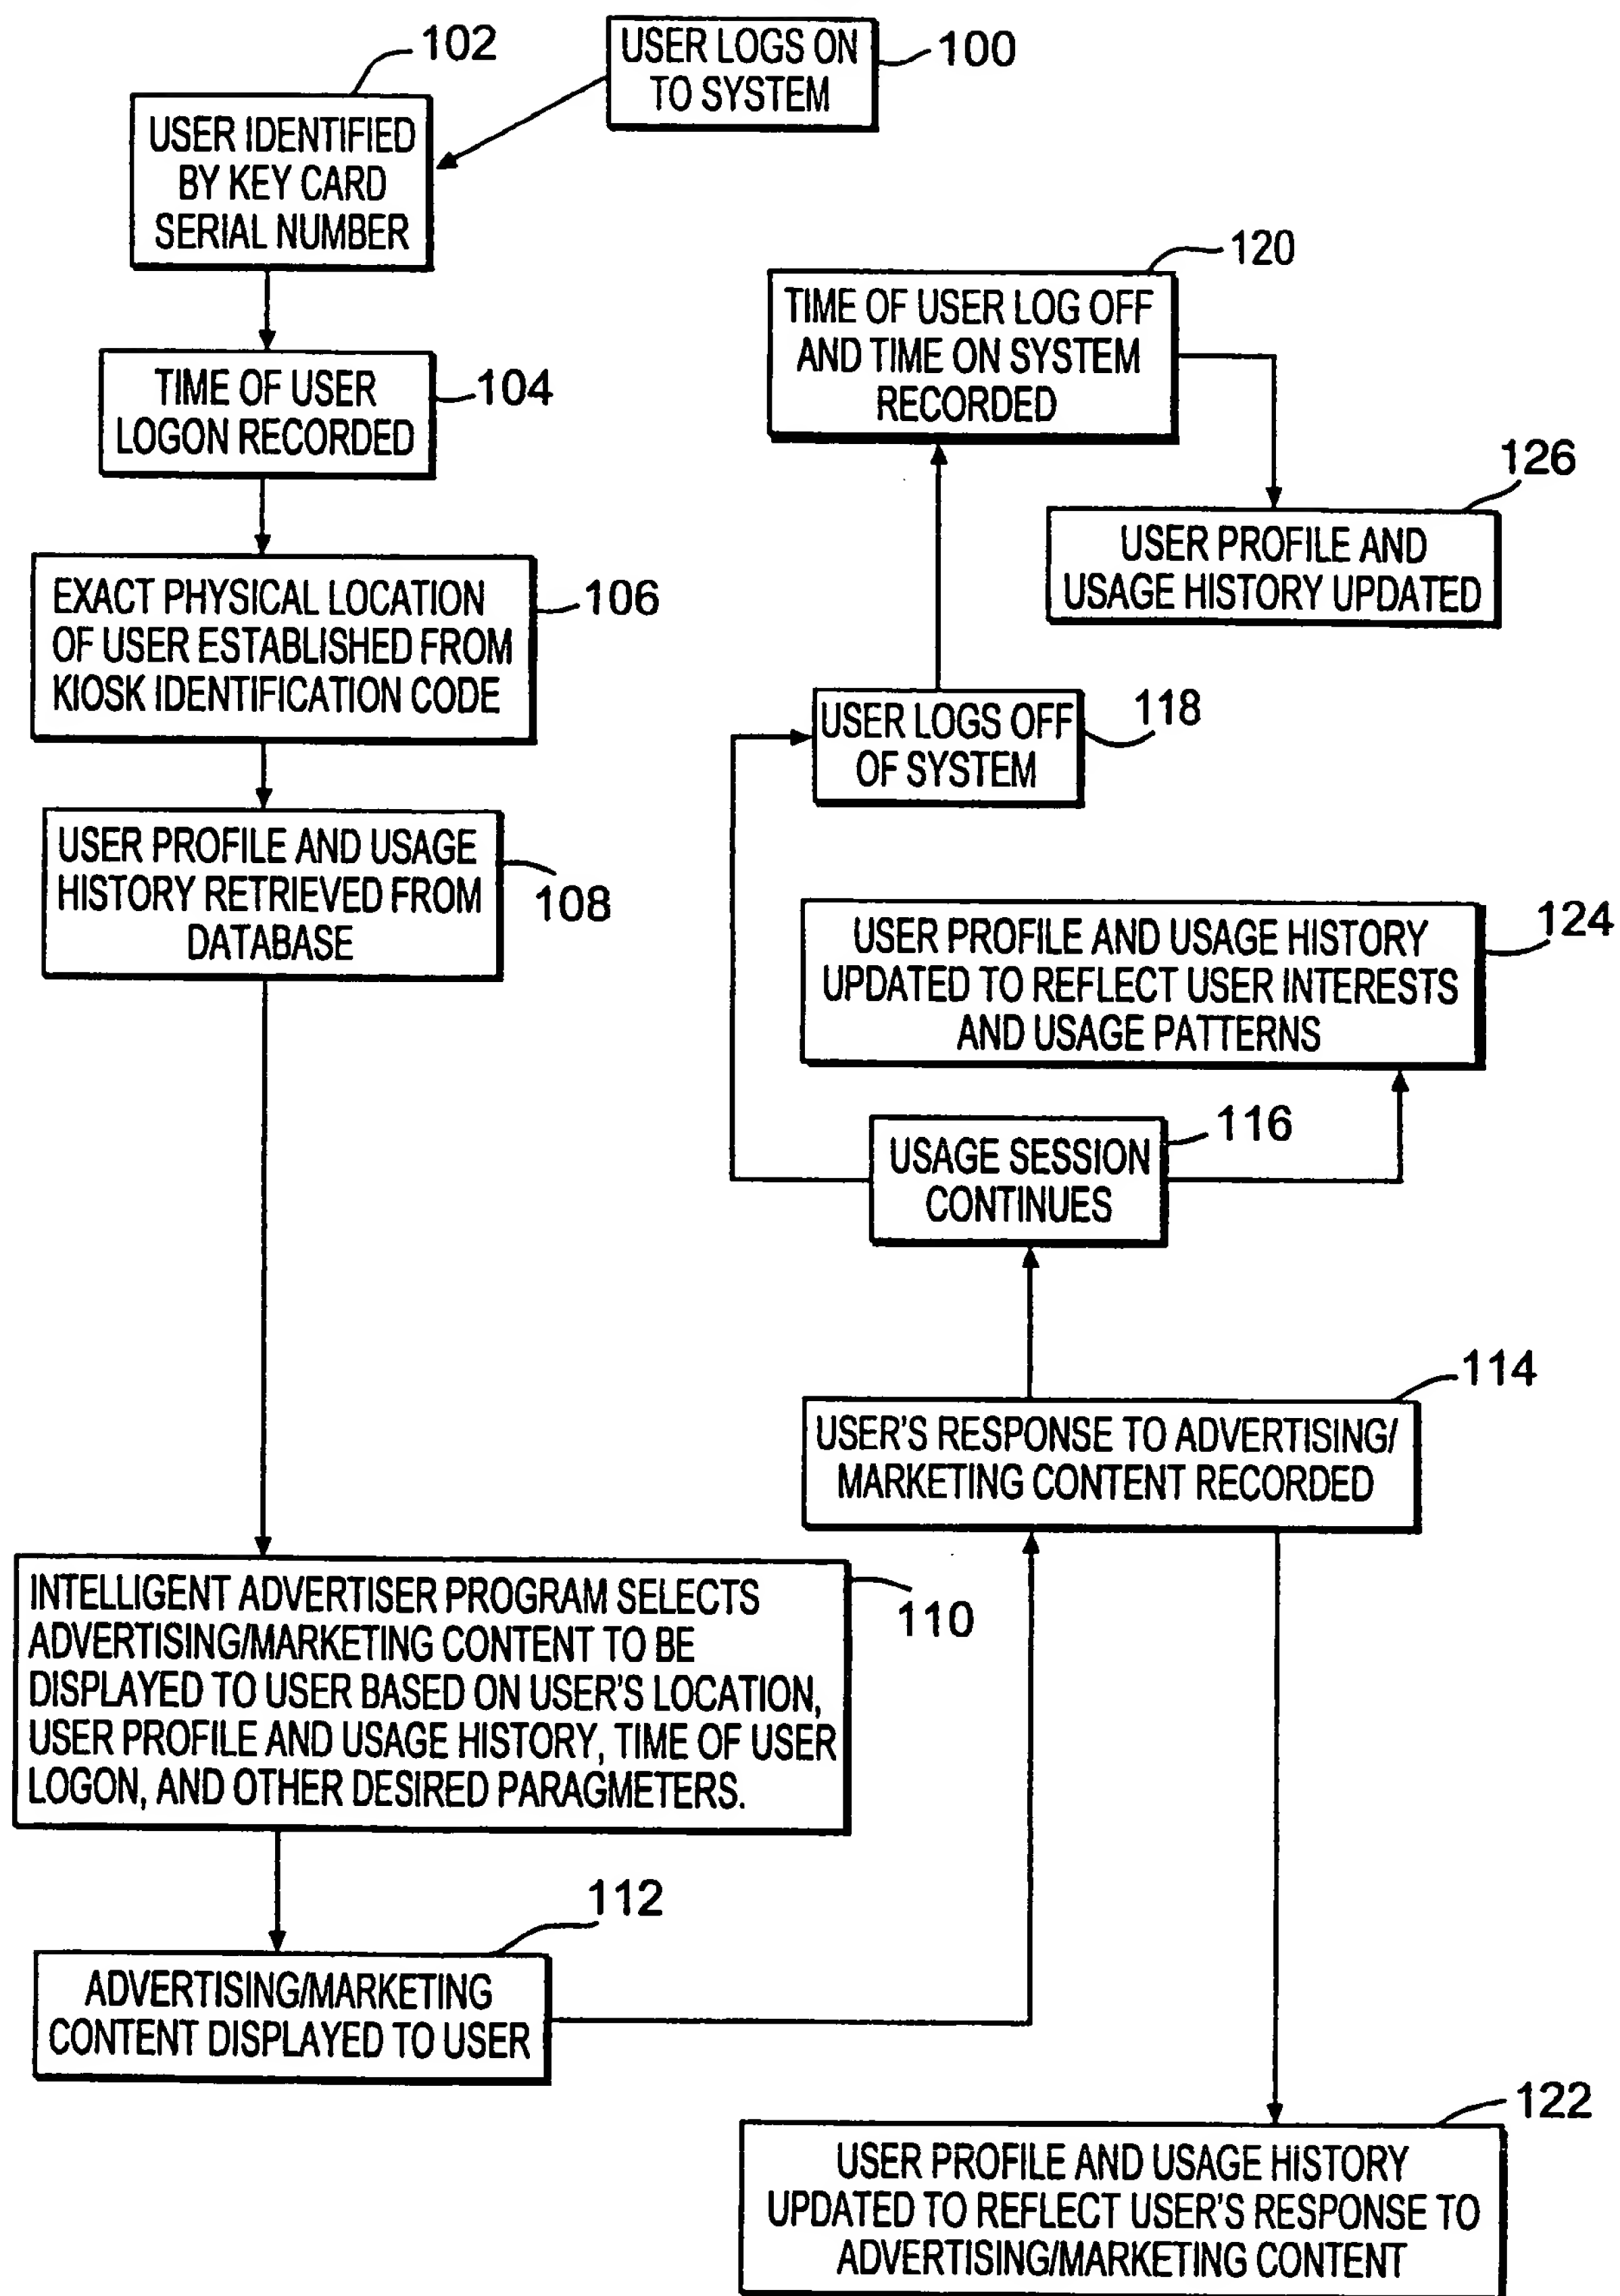 102
USER LOGS ON
TO SYSTEM
100
USER IDENTIFIED
BY KEY CARD
SERIAL NUMBER
TIME OF USER
LOGON RECORDED
104
EXACT PHYSICAL LOCATION
OF USER ESTABLISHED FROM
KIOSK IDENTIFICATION CODE
106
USER PROFILE AND USAGE
HISTORY RETRIEVED FROM
DATABASE
108
INTELLIGENT ADVERTISER PROGRAM SELECTS
ADVERTISING/MARKETING CONTENT TO BE
DISPLAYED TO USER BASED ON USER'S LOCATION,
USER PROFILE AND USAGE HISTORY, TIME OF USER
LOGON, AND OTHER DESIRED PARAGMETERS.
110
112
ADVERTISING/MARKETING
CONTENT DISPLAYED TO USER
120
TIME OF USER LOG OFF
AND TIME ON SYSTEM
RECORDED
126
USER PROFILE AND
USAGE HISTORY UPDATED
USER LOGS OFF
OF SYSTEM
118
124
USER PROFILE AND USAGE HISTORY
UPDATED TO REFLECT USER INTERESTS
AND USAGE PATTERNS
116
USAGE SESSION
CONTINUES
114
USER'S RESPONSE TO ADVERTISING/
MARKETING CONTENT RECORDED
122
USER PROFILE AND USAGE HISTORY
UPDATED TO REFLECT USER'S RESPONSE TO
ADVERTISING/MARKETING CONTENT